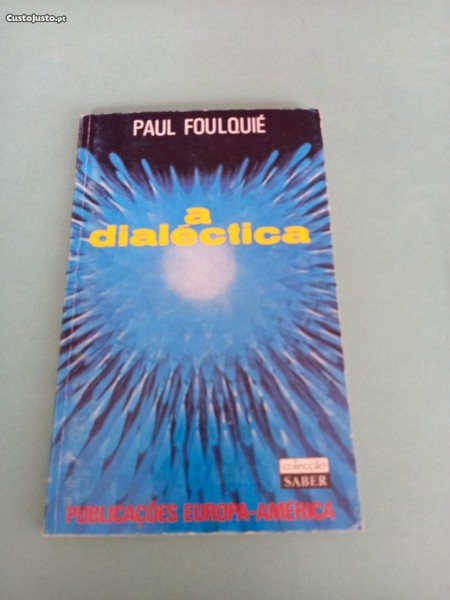 CustoJusto.pt
PAUL FOULQUIÉ
a
dialéctica
colecção
SABER
PUBLICAÇÕES EUROPA-AMÉRICA